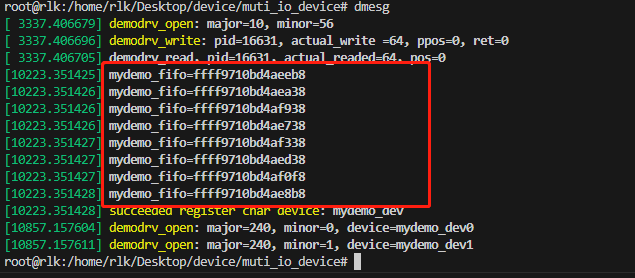 root@rlk:/home/rlk/Desktop/device/muti_io_device# dmesg
[ 3337.406679] demodrv_open: major=10, minor=56
[ 3337.406696] demodrv_write: pid=16631, actual_write =64, ppos=0, ret=0
[ 3337.406705] demodrv_read, pid=16631, actual_readed=64, pos=0
[10223.351425] mydemo_fifo=ffff9710bd4aeeb8
[10223.351426] mydemo_fifo=ffff9710bd4aea38
[10223.351426] mydemo_fifo=ffff9710bd4af938
[10223.351426] mydemo_fifo=ffff9710bd4ae738
[10223.351427] mydemo_fifo=ffff9710bd4af338
[10223.351427] mydemo_fifo=ffff9710bd4aed38
[10223.351427] mydemo_fifo=ffff9710bd4af0f8
[10223.351428] mydemo_fifo=ffff9710bd4ae8b8
[10223.351428] succeeded register char device: mydemo_dev
[10857.157604] demodrv_open: major=240, minor=0, device=mydemo_dev0
[10857.157611] demodrv_open: major=240, minor=1, device=mydemo_dev1
root@rlk:/home/rlk/Desktop/device/muti_io_device#